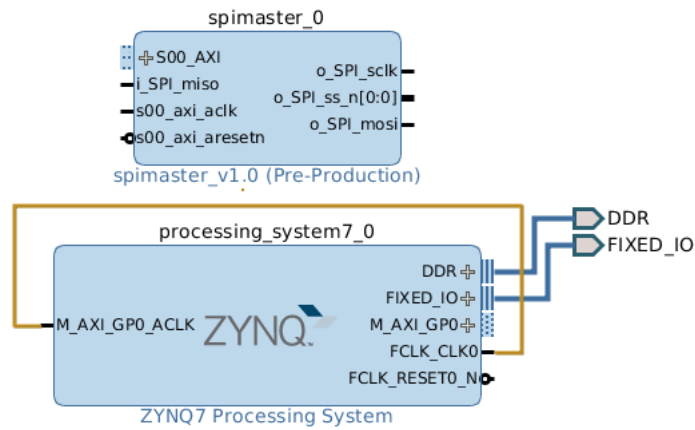 spimaster_0
S00_AXI
i_SPI_miso
s00_axi_aclk
s00_axi_aresetn
o_SPI_sclk
o_SPI_ss_n[0:0]
o_SPI_mosi
spimaster_v1.0 (Pre-Production)
processing_system7_0
M_AXI_GP0_ACLK
ZYNQ
DDR
FIXED_IO
M_AXI_GP0
FCLK_CLK0
FCLK_RESET0_N
DDR
FIXED_IO
ZYNQ7 Processing System